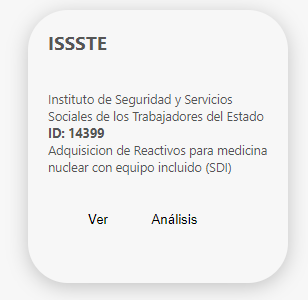 ISSSTE
Instituto de Seguridad y Servicios
Sociales de los Trabajadores del Estado
ID: 14399
Adquisicion de Reactivos para medicina
nuclear con equipo incluido (SDI)
Ver Análisis